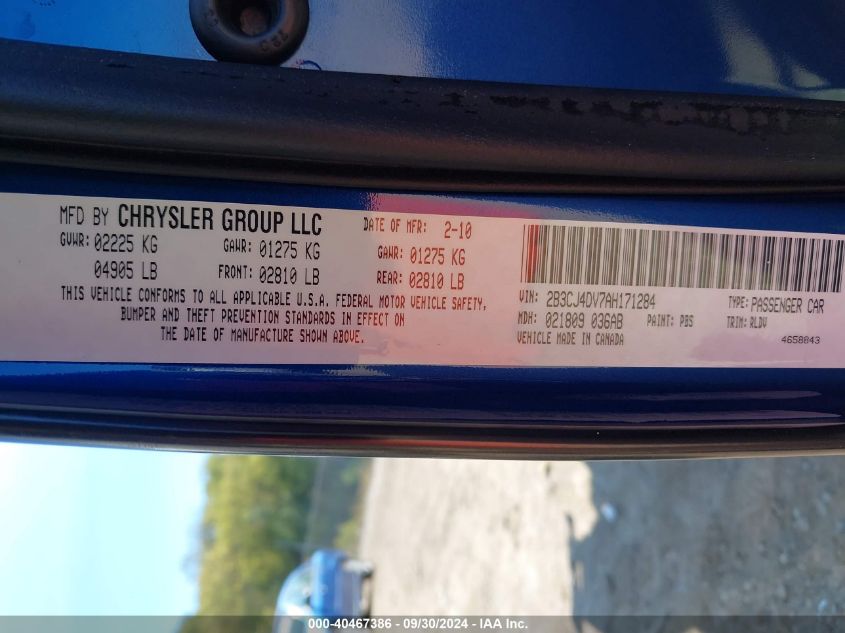 MFD BY CHRYSLER GROUP LLC DATE OF MFR: 2-10
GVWR: 02225 KG GAWR: 01275 KG GAWR: 01275 KG
04905 LB FRONT: 02810 LB REAR: 02810 LB
THIS VEHICLE CONFORMS TO ALL APPLICABLE U.S.A. FEDERAL MOTOR VEHICLE SAFETY,
BUMPER AND THEFT PREVENTION STANDARDS IN EFFECT ON
THE DATE OF MANUFACTURE SHOWN ABOVE.
VIN: 2B3CJ4DV7AH171284 TYPE: PASSENGER CAR
MDH: 021809 036AB PAINT: PBS TRIM: RLDV
VEHICLE MADE IN CANADA 4658843
000-40467386 - 09/30/2024 - IAA Inc.